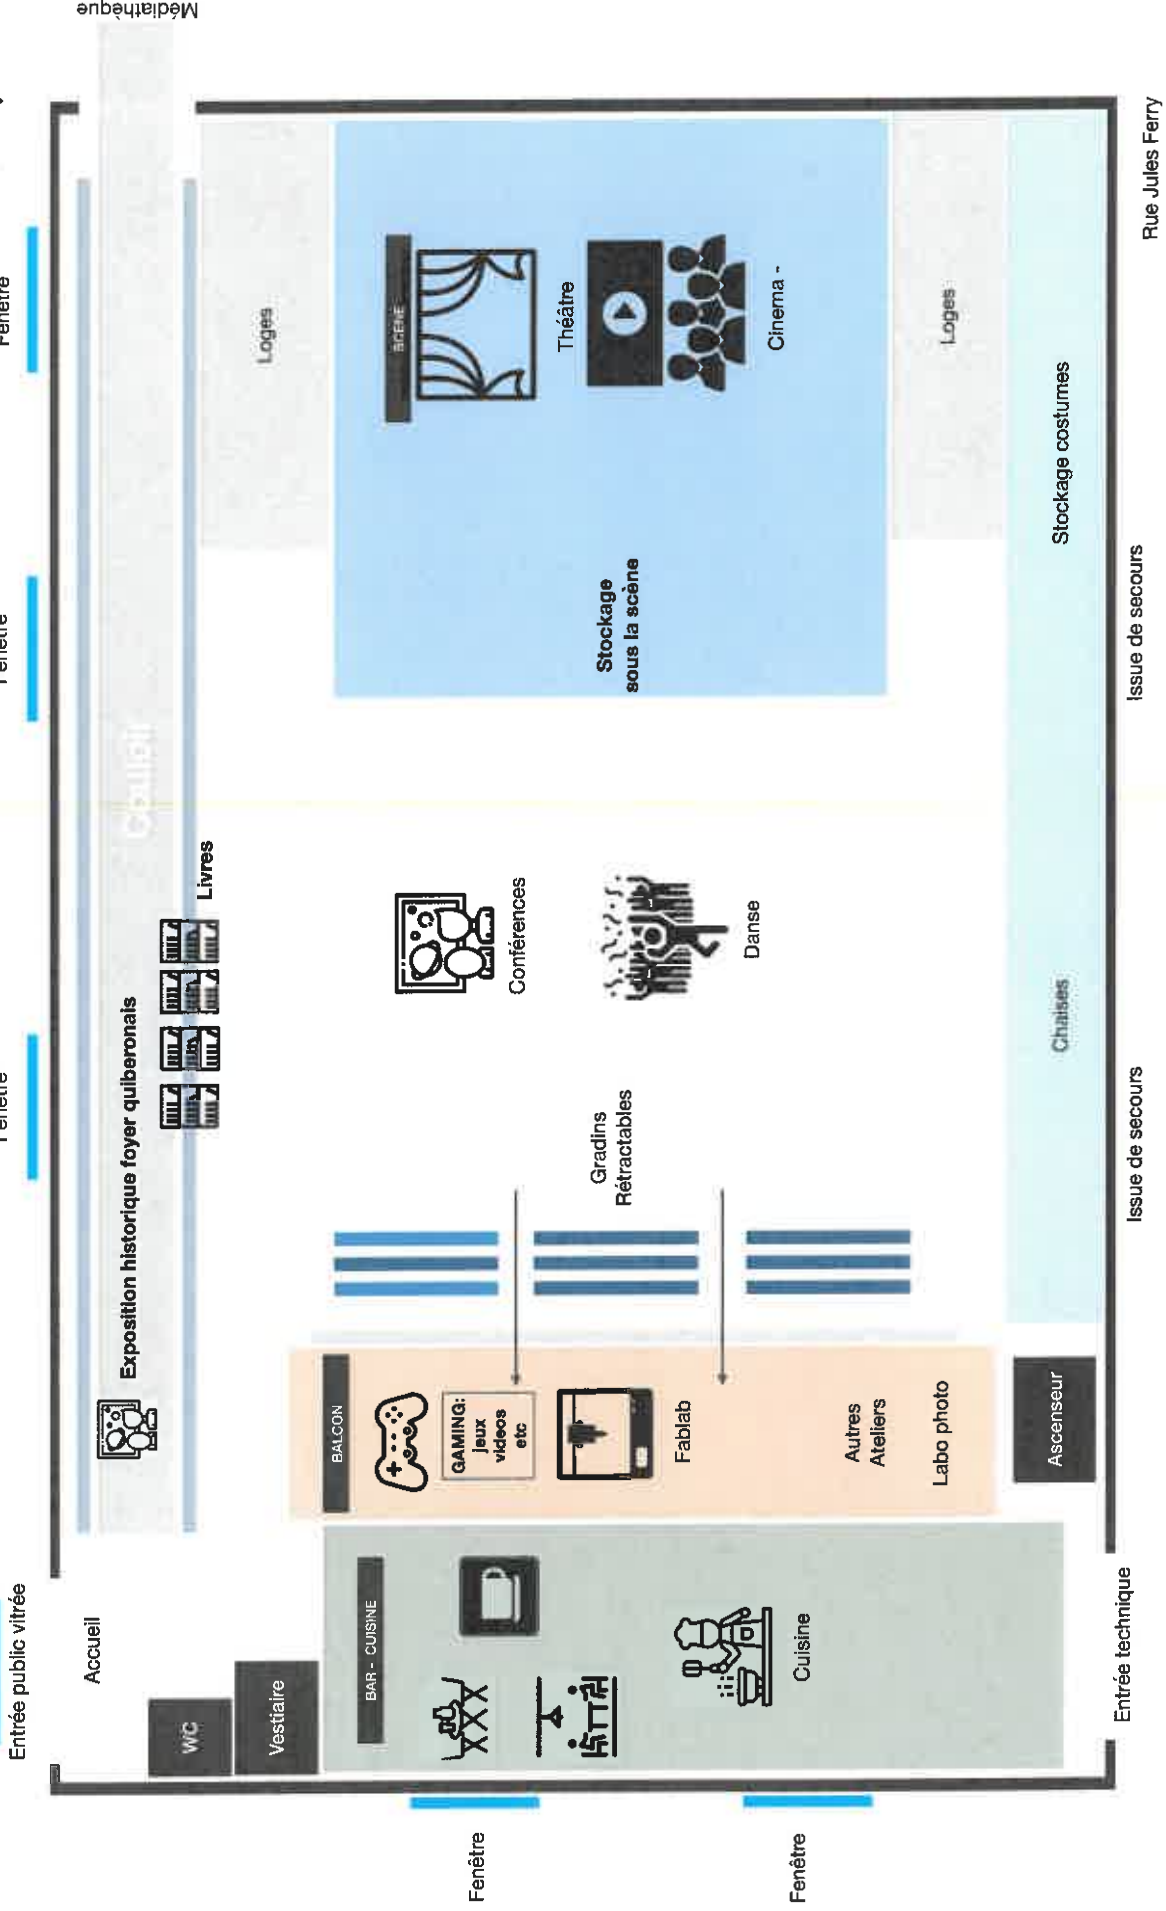 Médiathèque
Fenêtre
Fenêtre
Fenêtre
Entrée public vitrée
Accueil
Exposition historique foyer quiberonais
Livres
WC
Vestiaire
BAR - CUISINE
Cuisine
BALCON
GAMING:
jeux
videos
etc
Fablab
Autres
Ateliers
Labo photo
Ascenseur
Gradins
Rétractables
Conférences
Danse
Stockage
sous la scène
Loges
SCENE
Théâtre
Cinema -
Loges
Chaises
Stockage costumes
Fenêtre
Fenêtre
Entrée technique
Issue de secours
Issue de secours
Rue Jules Ferry